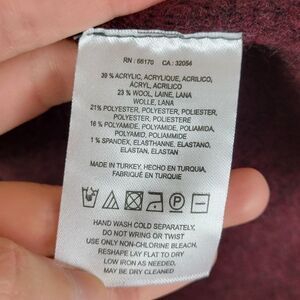 RN : 66170 CA : 32054
39 % ACRYLIC, ACRYLIQUE, ACRILICO,
ACRYL, ACRILICO
23 % WOOL, LAINE, LANA
WOLLE, LANA
21% POLYESTER, POLYESTER, POLIESTER,
POLYESTER, POLIESTERE
16 % POLYAMIDE, POLYAMIDE, POLIAMIDA,
POLYAMID, POLIAMMIDE
1 % SPANDEX, ELASTHANNE, ELASTANO,
ELASTAN, ELASTAN
MADE IN TURKEY, HECHO EN TURQUIA,
FABRIQUÉ EN TURQUIE
P
HAND WASH COLD SEPARATELY,
DO NOT WRING OR TWIST
USE ONLY NON-CHLORINE BLEACH,
RESHAPE LAY FLAT TO DRY
LOW IRON AS NEEDED,
MAY BE DRY CLEANED